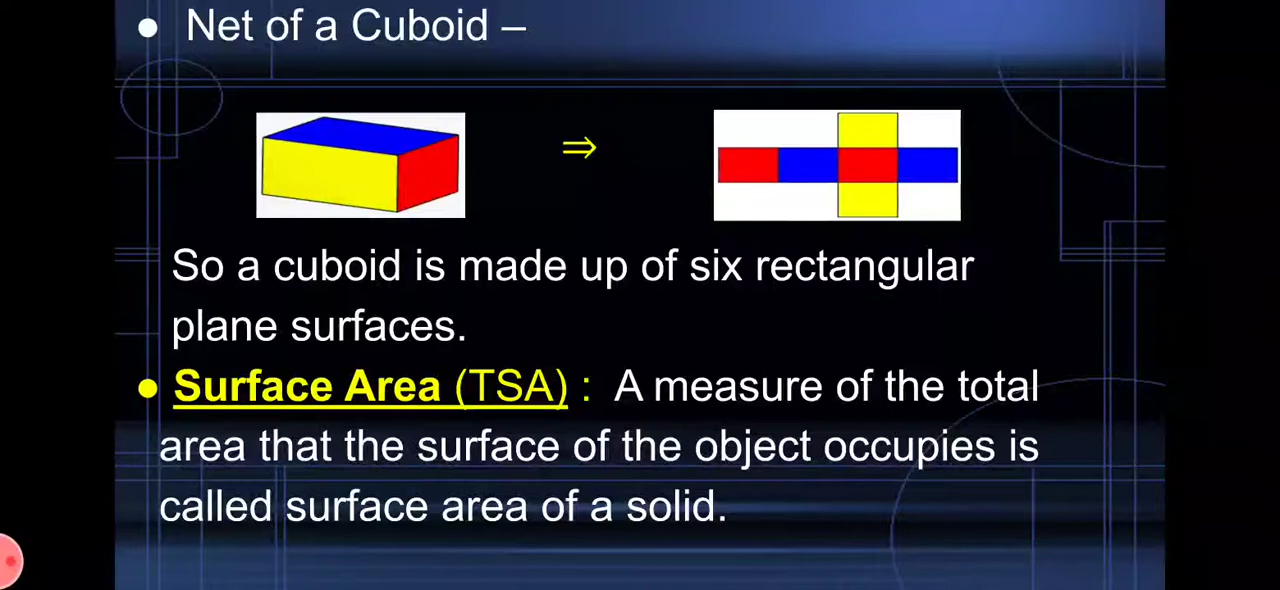 ● Net of a Cuboid –
⇒
So a cuboid is made up of six rectangular
plane surfaces.
● Surface Area (TSA) : A measure of the total
area that the surface of the object occupies is
called surface area of a solid.